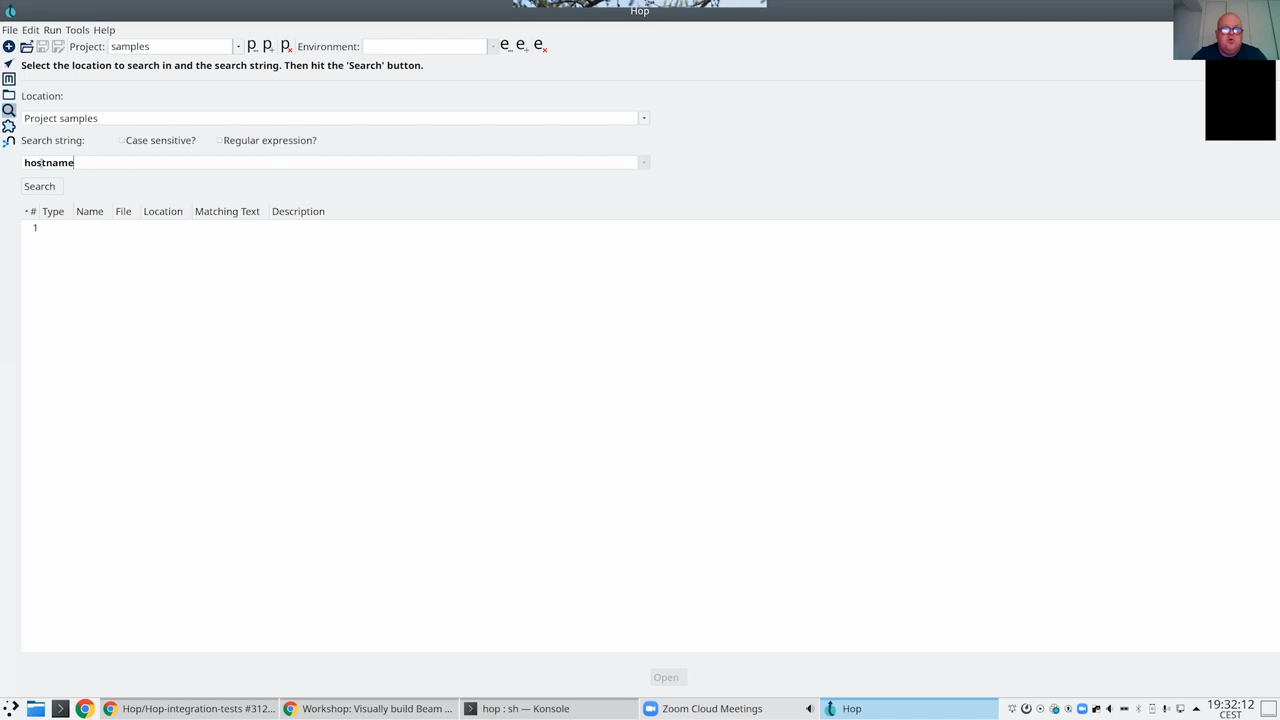 Hop
File Edit Run Tools Help
Project: samples Environment:
Select the location to search in and the search string. Then hit the 'Search' button.
Location:
Project samples
Search string: Case sensitive? Regular expression?
hostname
Search
# Type Name File Location Matching Text Description
1
Open
Hop/Hop-integration-tests #312... Workshop: Visually build Beam ... hop : sh — Konsole Zoom Cloud Meetings Hop 19:32:12
CEST